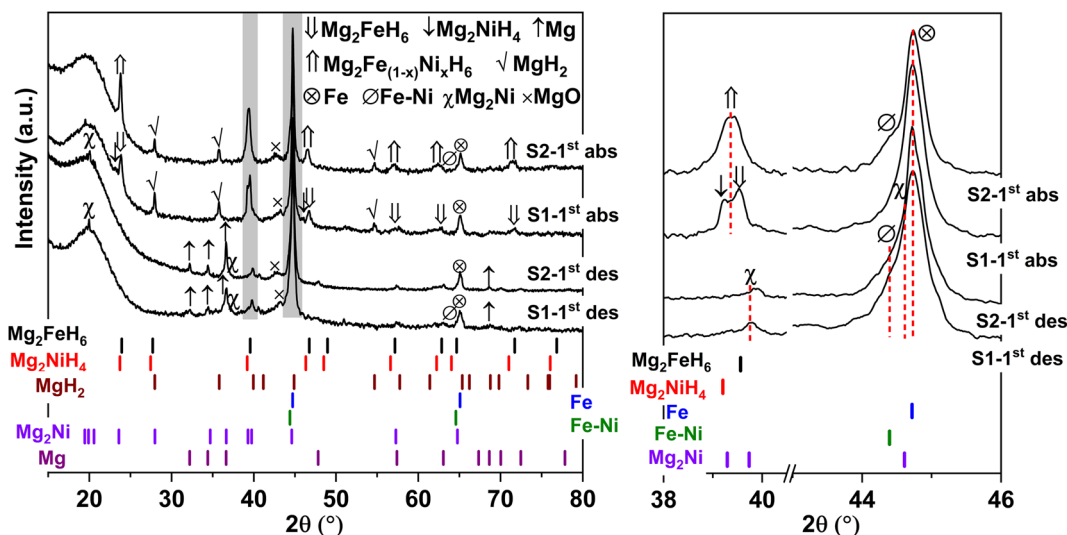 ⇓Mg₂FeH₆ ↓Mg₂NiH₄ ↑Mg
⇑Mg₂Fe₍₁₋ₓ₎NiₓH₆ √ MgH₂
⊗Fe ∅Fe-Ni χMg₂Ni ×MgO
Intensity (a.u.)
S2-1ˢᵗ abs
S1-1ˢᵗ abs
S2-1ˢᵗ des
S1-1ˢᵗ des
Mg₂FeH₆
Mg₂NiH₄
MgH₂
Fe
Fe-Ni
Mg₂Ni
Mg
20 30 40 50 60 70 80
2θ (°)
S2-1ˢᵗ abs
S1-1ˢᵗ abs
S2-1ˢᵗ des
S1-1ˢᵗ des
Mg₂FeH₆
Mg₂NiH₄
Fe
Fe-Ni
Mg₂Ni
38 40 44 46
2θ (°)